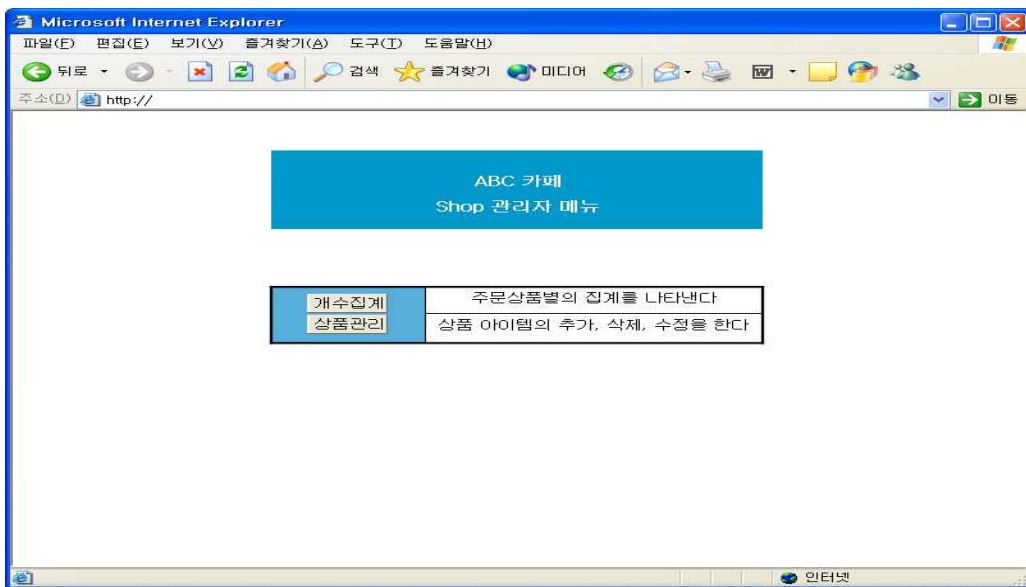 Microsoft Internet Explorer
파일(F) 편집(E) 보기(V) 즐겨찾기(A) 도구(T) 도움말(H)
뒤로 검색 즐겨찾기 미디어
주소(D) http:// 이동
ABC 카페
Shop 관리자 메뉴
개수집계 주문상품별의 집계를 나타낸다
상품관리 상품 아이템의 추가, 삭제, 수정을 한다
인터넷